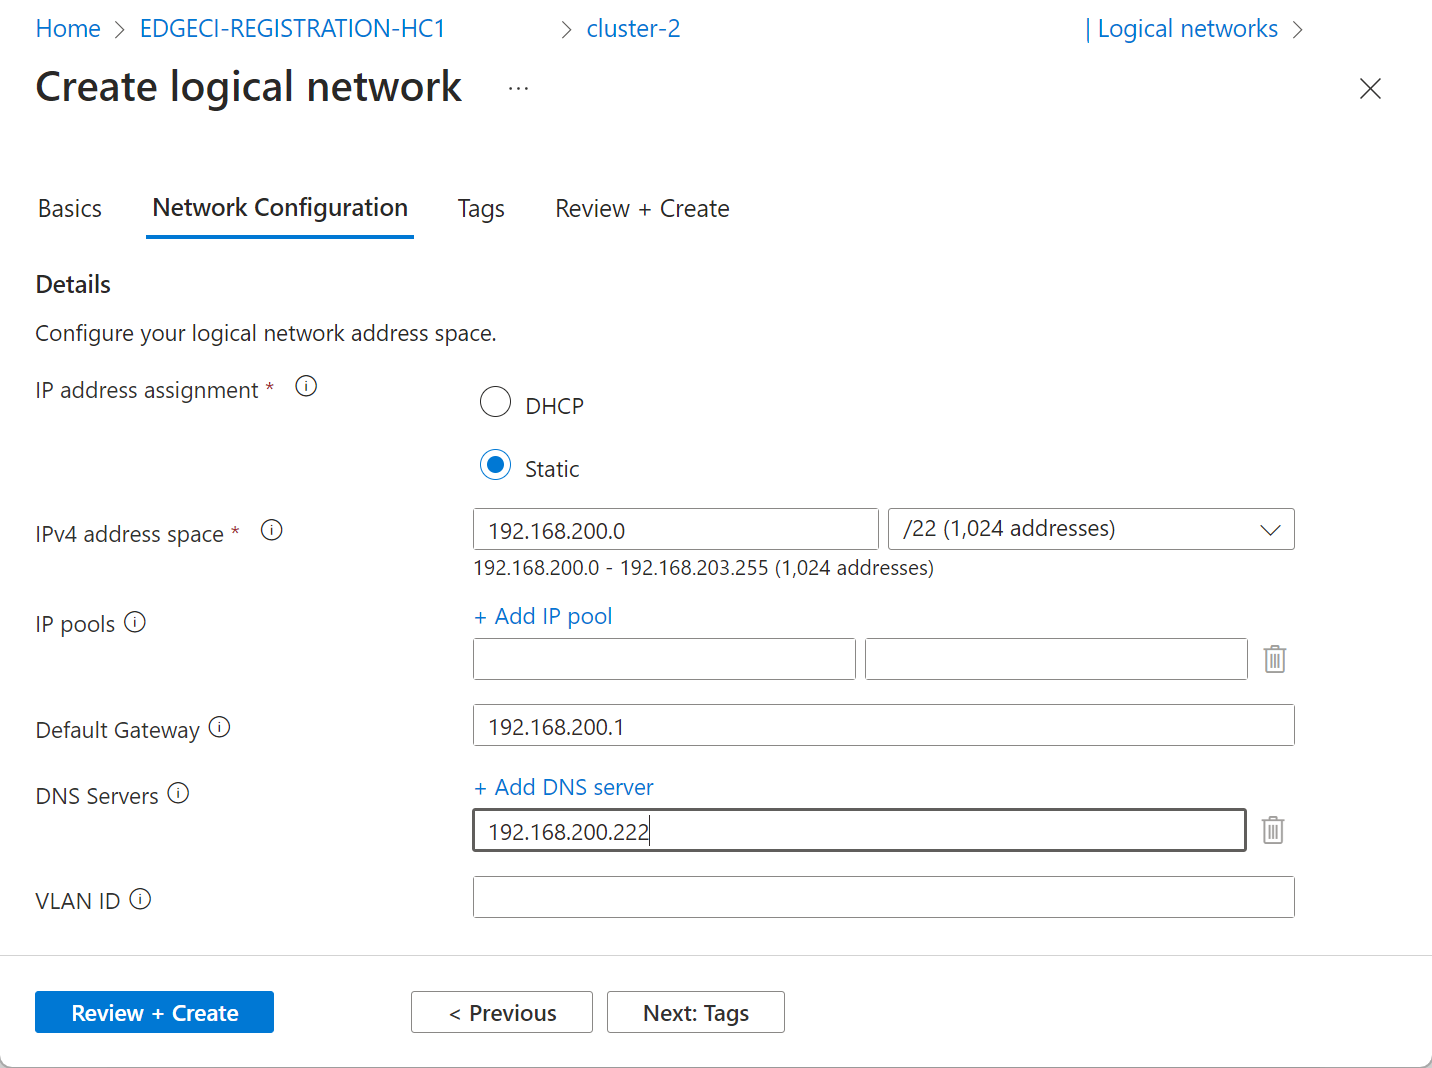 Home > EDGECI-REGISTRATION-HC1 > cluster-2 | Logical networks >
Create logical network ...
Basics Network Configuration Tags Review + Create
Details
Configure your logical network address space.
IP address assignment *
DHCP
Static
IPv4 address space * 192.168.200.0 /22 (1,024 addresses)
192.168.200.0 - 192.168.203.255 (1,024 addresses)
IP pools + Add IP pool
Default Gateway 192.168.200.1
DNS Servers + Add DNS server
192.168.200.222
VLAN ID
Review + Create < Previous Next: Tags